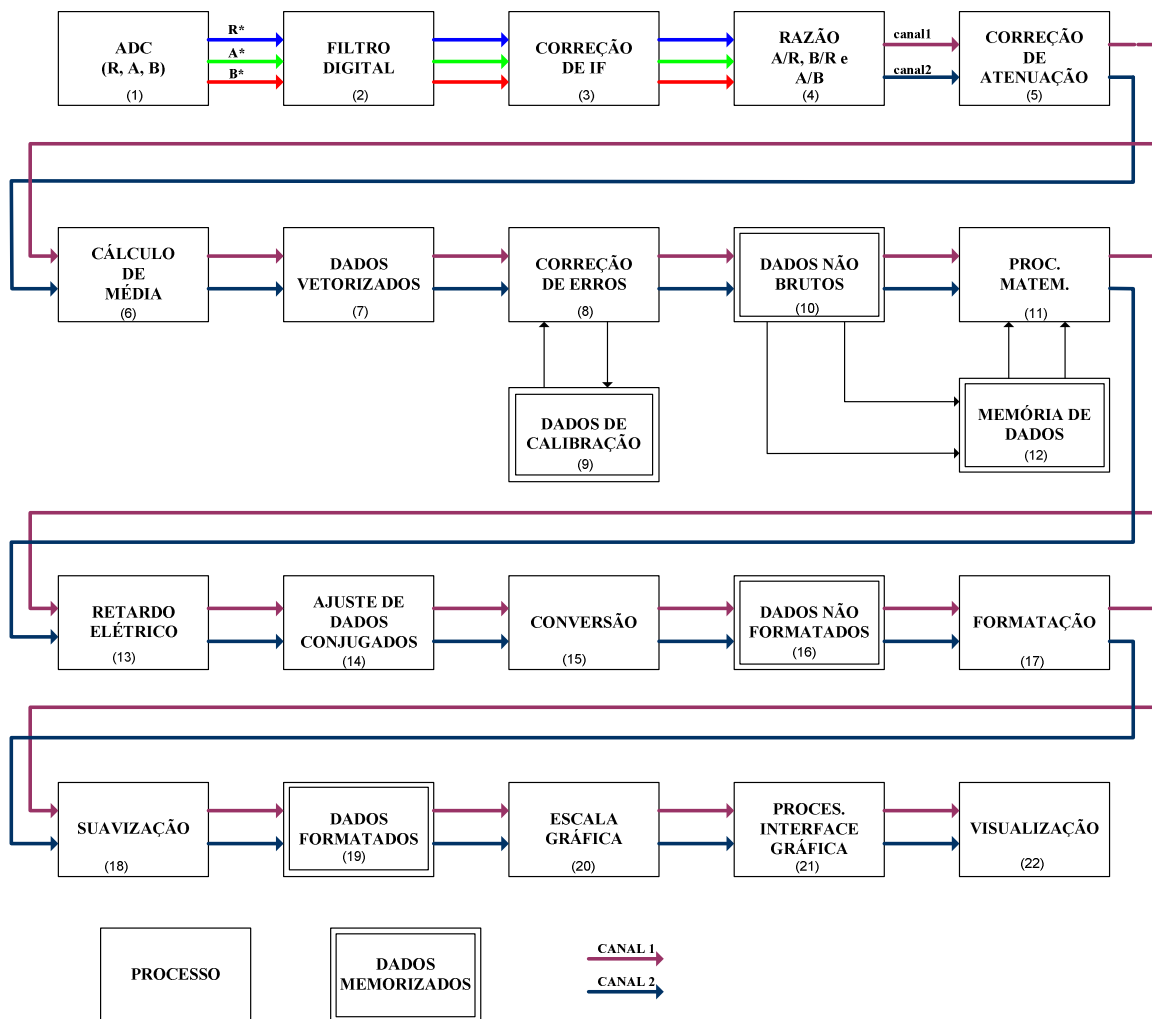 ADC
(R, A, B)
(1)
R*
A*
B*
FILTRO
DIGITAL
(2)
CORREÇÃO
DE IF
(3)
RAZÃO
A/R, B/R e
A/B
(4)
canal1
canal2
CORREÇÃO
DE
ATENUAÇÃO
(5)
CÁLCULO
DE
MÉDIA
(6)
DADOS
VETORIZADOS
(7)
CORREÇÃO
DE ERROS
(8)
DADOS NÃO
BRUTOS
(10)
PROC.
MATEM.
(11)
DADOS DE
CALIBRAÇÃO
(9)
MEMÓRIA DE
DADOS
(12)
RETARDO
ELÉTRICO
(13)
AJUSTE DE
DADOS
CONJUGADOS
(14)
CONVERSÃO
(15)
DADOS NÃO
FORMATADOS
(16)
FORMATAÇÃO
(17)
SUAVIZAÇÃO
(18)
DADOS
FORMATADOS
(19)
ESCALA
GRÁFICA
(20)
PROCES.
INTERFACE
GRÁFICA
(21)
VISUALIZAÇÃO
(22)
PROCESSO
DADOS
MEMORIZADOS
CANAL 1
CANAL 2